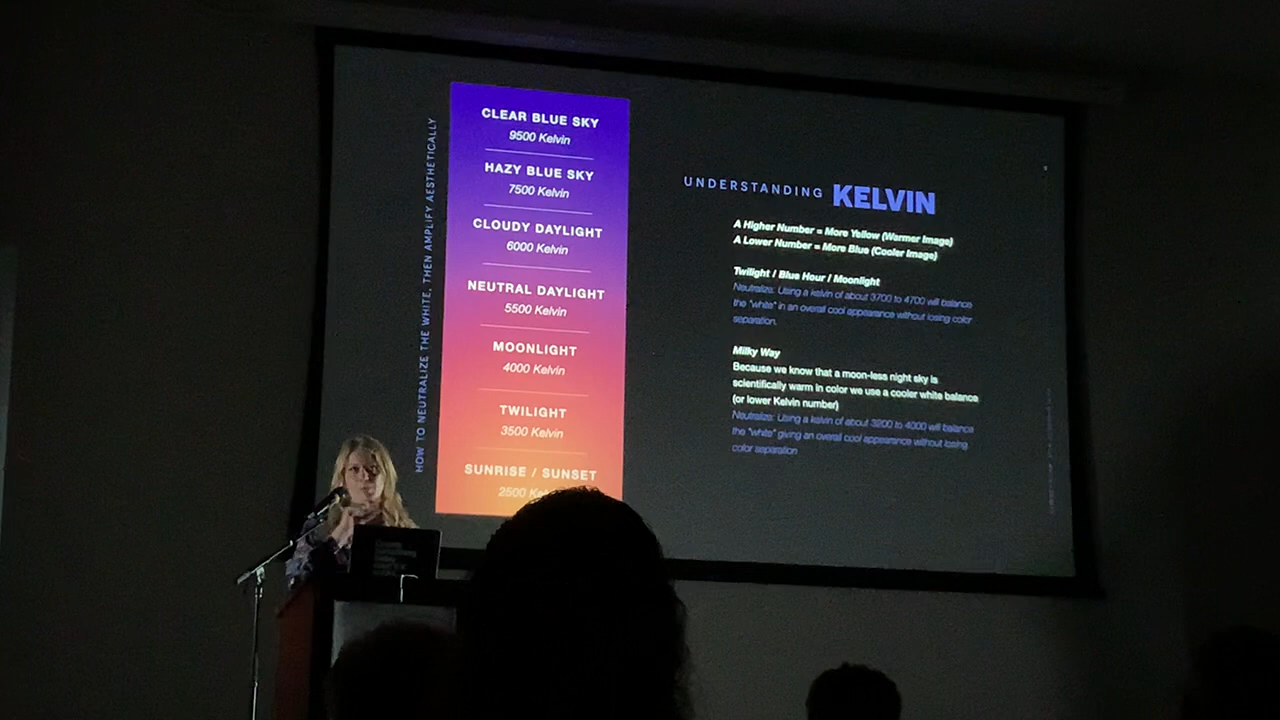 HOW TO NEUTRALIZE THE WHITE, THEN AMPLIFY AESTHETICALLY
CLEAR BLUE SKY
9500 Kelvin
HAZY BLUE SKY
7500 Kelvin
CLOUDY DAYLIGHT
6000 Kelvin
NEUTRAL DAYLIGHT
5500 Kelvin
MOONLIGHT
4000 Kelvin
TWILIGHT
3500 Kelvin
SUNRISE / SUNSET
2500
UNDERSTANDING KELVIN
A Higher Number = More Yellow (Warmer Image)
A Lower Number = More Blue (Cooler Image)
Twilight / Blue Hour / Moonlight
Neutralize: Using a kelvin of about 3700 to 4700 will balance
the "white" in an overall cool appearance without losing color
separation.
Milky Way
Because we know that a moon-less night sky is
scientifically warm in color we use a cooler white balance
(or lower Kelvin number)
Neutralize: Using a kelvin of about 3200 to 4000 will balance
the "white" giving an overall cool appearance without losing
color separation